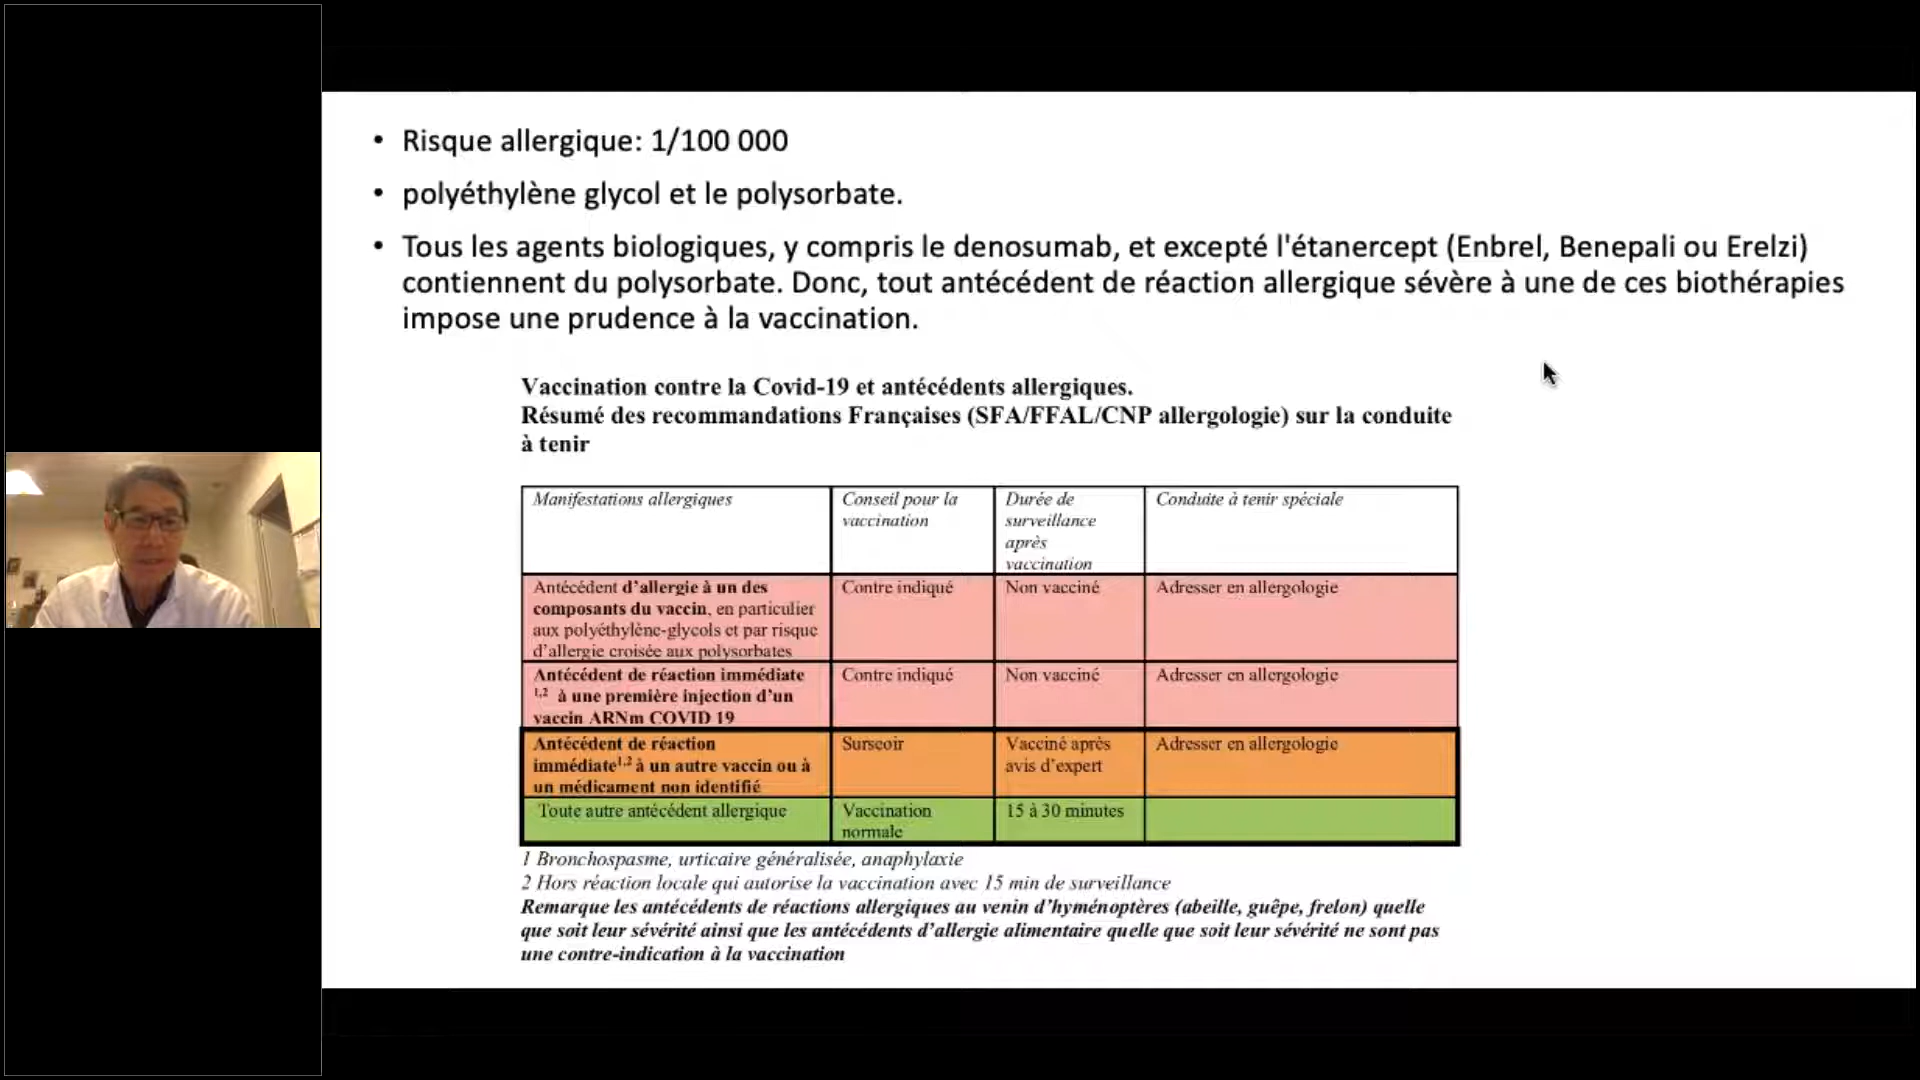 • Risque allergique: 1/100 000
• polyéthylène glycol et le polysorbate.
• Tous les agents biologiques, y compris le denosumab, et excepté l'étanercept (Enbrel, Benepali ou Erelzi)
contiennent du polysorbate. Donc, tout antécédent de réaction allergique sévère à une de ces biothérapies
impose une prudence à la vaccination.
Vaccination contre la Covid-19 et antécédents allergiques.
Résumé des recommandations Françaises (SFA/FFAL/CNP allergologie) sur la conduite
à tenir
Manifestations allergiques
Conseil pour la
vaccination
Durée de
surveillance
après
vaccination
Conduite à tenir spéciale
Antécédent d’allergie à un des
composants du vaccin, en particulier
aux polyéthylène-glycols et par risque
d’allergie croisée aux polysorbates
Contre indiqué
Non vacciné
Adresser en allergologie
Antécédent de réaction immédiate
1,2 à une première injection d’un
vaccin ARNm COVID 19
Contre indiqué
Non vacciné
Adresser en allergologie
Antécédent de réaction
immédiate1,2 à un autre vaccin ou à
un médicament non identifié
Surseoir
Vacciné après
avis d’expert
Adresser en allergologie
Toute autre antécédent allergique
Vaccination
normale
15 à 30 minutes
1 Bronchospasme, urticaire généralisée, anaphylaxie
2 Hors réaction locale qui autorise la vaccination avec 15 min de surveillance
Remarque les antécédents de réactions allergiques au venin d’hyménoptères (abeille, guêpe, frelon) quelle
que soit leur sévérité ainsi que les antécédents d’allergie alimentaire quelle que soit leur sévérité ne sont pas
une contre-indication à la vaccination